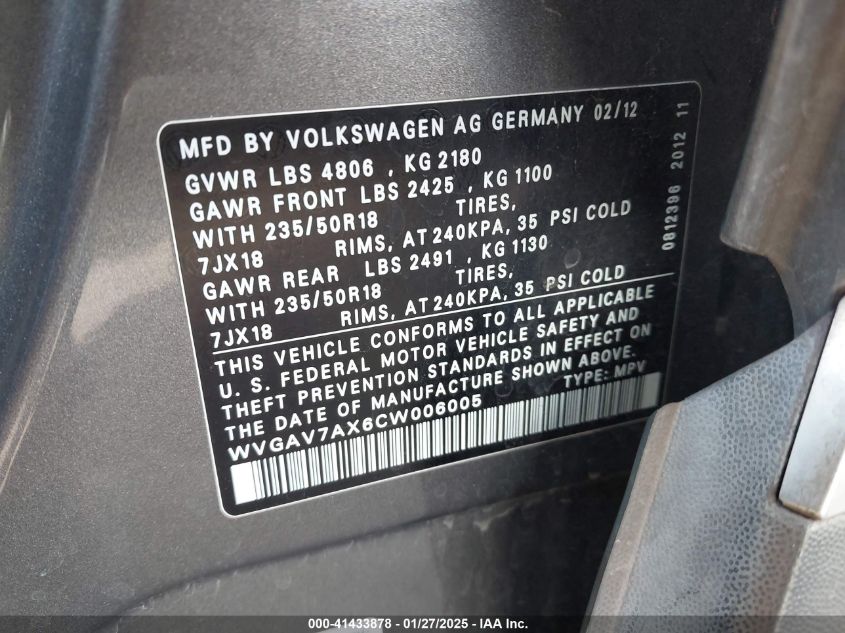 MFD BY VOLKSWAGEN AG GERMANY 02/12
GVWR LBS 4806 , KG 2180
GAWR FRONT LBS 2425 , KG 1100
WITH 235/50R18 TIRES,
7JX18 RIMS, AT 240KPA, 35 PSI COLD
GAWR REAR LBS 2491 , KG 1130
WITH 235/50R18 TIRES,
7JX18 RIMS, AT 240KPA, 35 PSI COLD
THIS VEHICLE CONFORMS TO ALL APPLICABLE
U. S. FEDERAL MOTOR VEHICLE SAFETY AND
THEFT PREVENTION STANDARDS IN EFFECT ON
THE DATE OF MANUFACTURE SHOWN ABOVE.
WVGAV7AX6CW006005 TYPE: MPV
0812396 2012 11
000-41433878 - 01/27/2025 - IAA Inc.